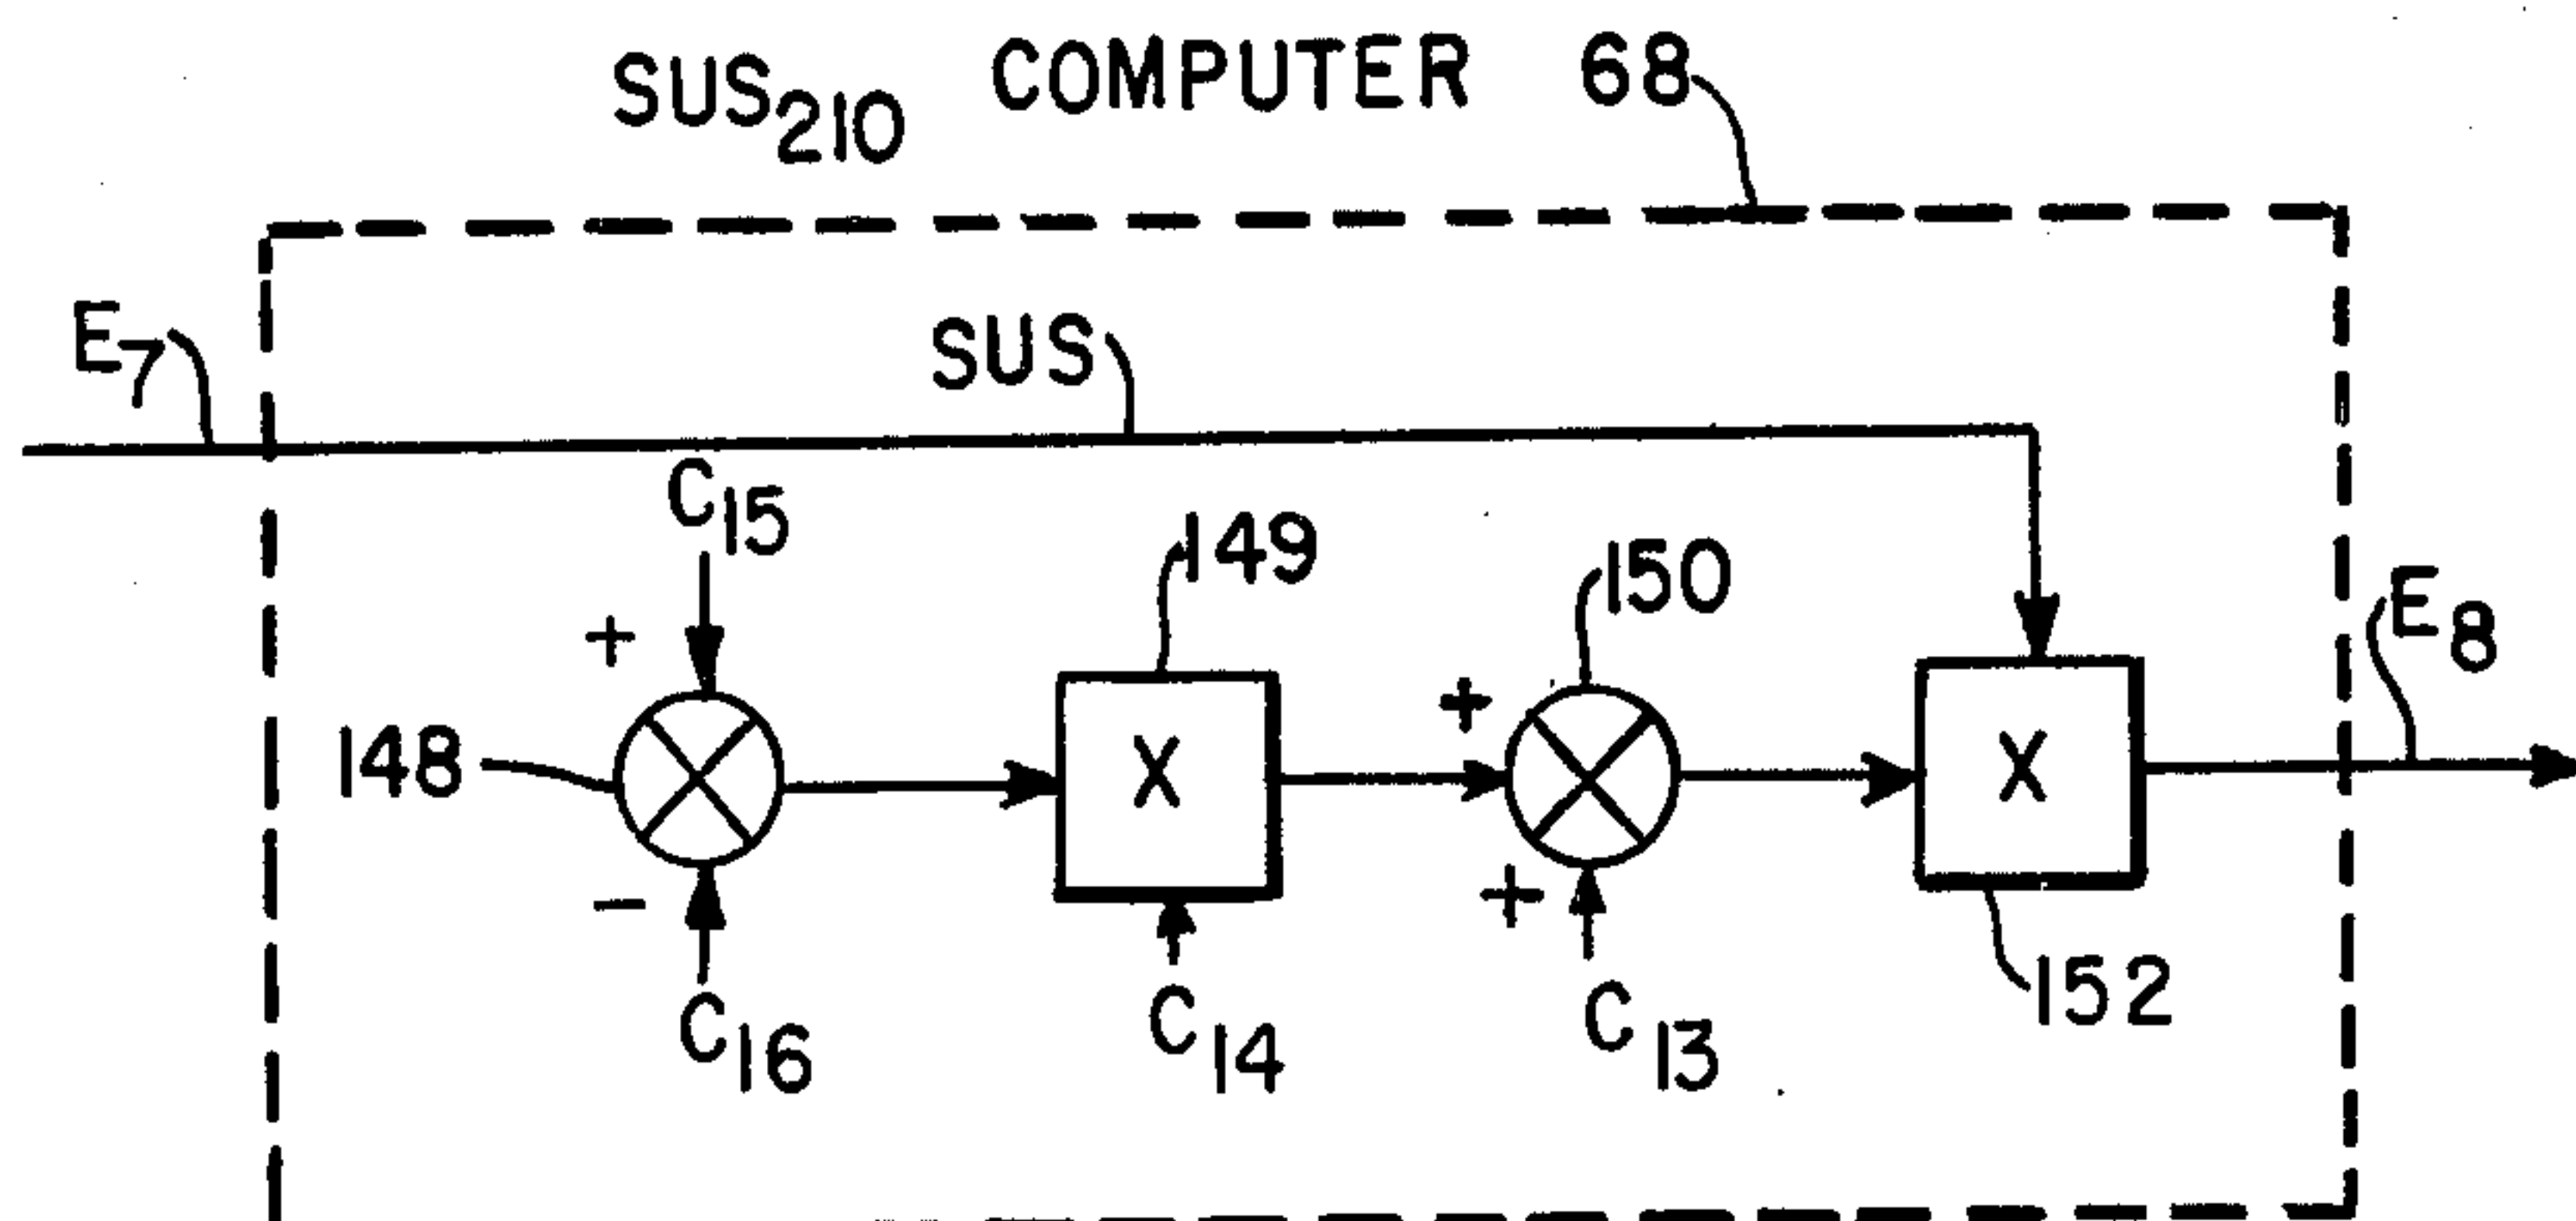 SUS210 COMPUTER 68
E7
SUS
C15
149
150
E8
+
+
148
X
X
−
+
C16
C14
C13
152